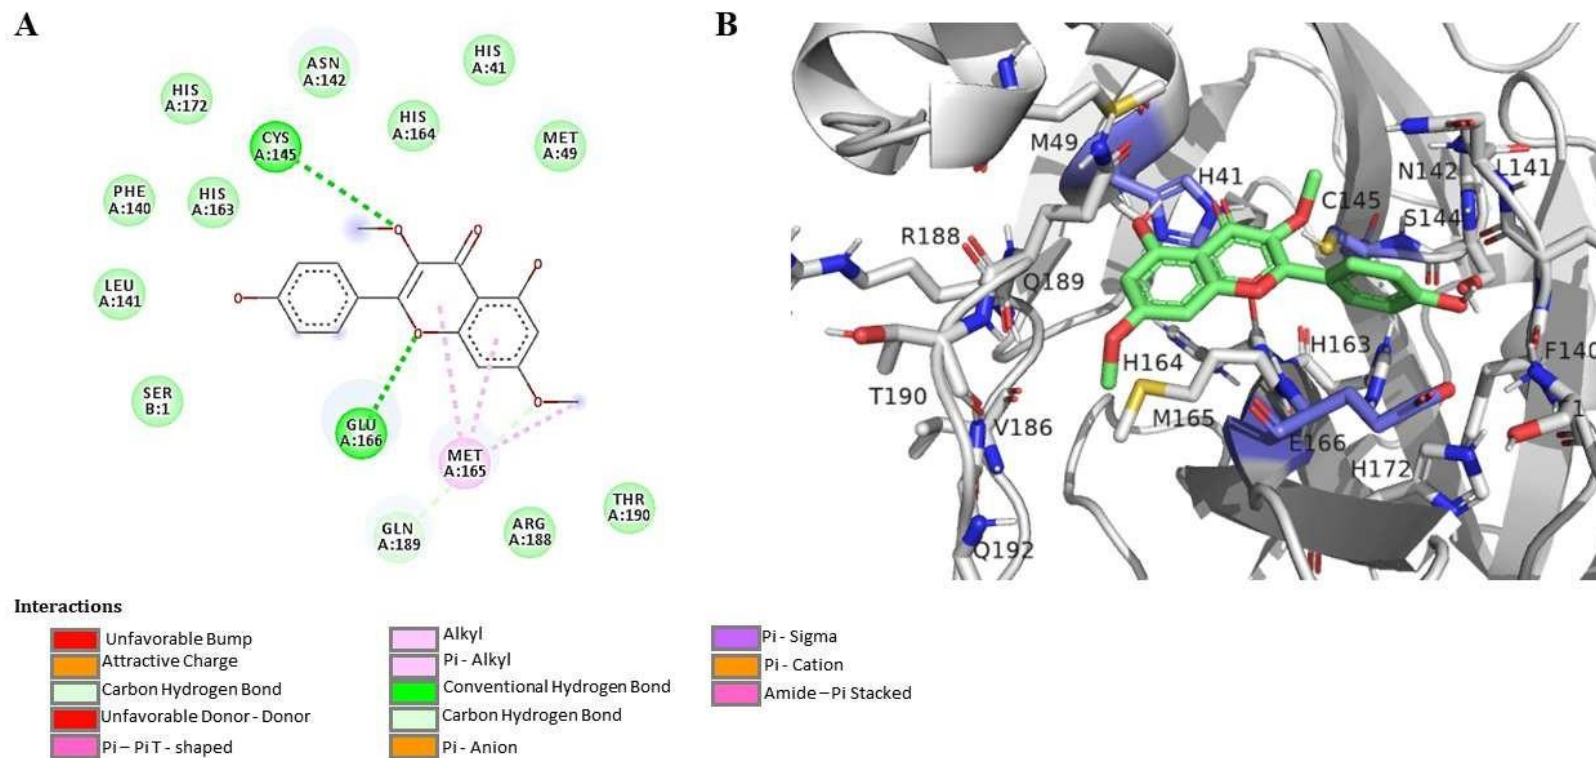 A
B
HIS
A:41
ASN
A:142
HIS
A:172
HIS
A:164
CYS
A:145
MET
A:49
PHE
A:140
HIS
A:163
LEU
A:141
SER
B:1
GLU
A:166
MET
A:165
GLN
A:189
ARG
A:188
THR
A:190
O
O
O
O
O
O
M49
H41
N142
L141
C145
S144
R188
Q189
H164
H163
F140
T190
M165
V186
E166
1
H172
Q192
Interactions
Unfavorable Bump
Attractive Charge
Carbon Hydrogen Bond
Unfavorable Donor - Donor
Pi – Pi T - shaped
Alkyl
Pi - Alkyl
Conventional Hydrogen Bond
Carbon Hydrogen Bond
Pi - Anion
Pi - Sigma
Pi - Cation
Amide – Pi Stacked